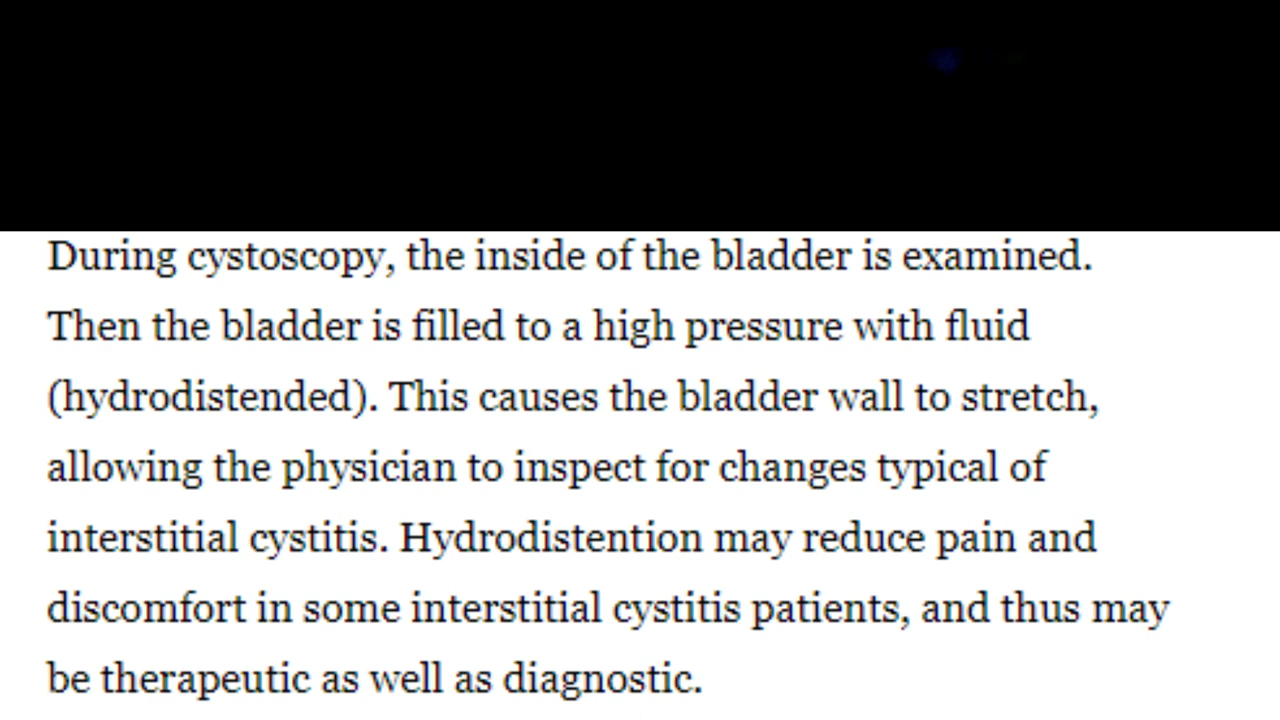 During cystoscopy, the inside of the bladder is examined.
Then the bladder is filled to a high pressure with fluid
(hydrodistended). This causes the bladder wall to stretch,
allowing the physician to inspect for changes typical of
interstitial cystitis. Hydrodistention may reduce pain and
discomfort in some interstitial cystitis patients, and thus may
be therapeutic as well as diagnostic.